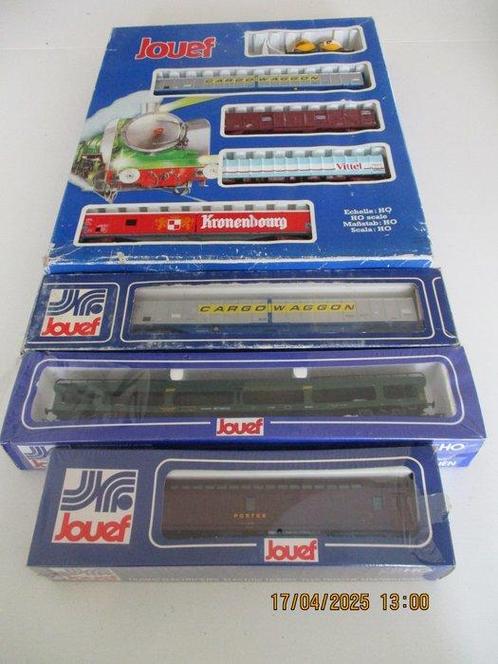 Jouef
CARGOWAGGON
Vittel
Kronenbourg
Echelle : HO
HO scale
Maßstab : HO
Scala : HO
Jouef
CARGOWAGGON
Jouef
HO
Jouef
POSTES
Jouef
17/04/2025 13:00